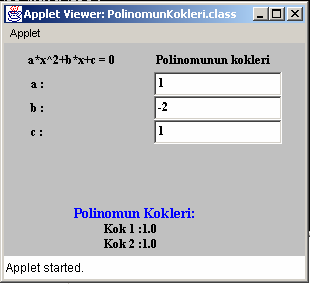 Applet Viewer: PolinomunKokleri.class
Applet
a*x^2+b*x+c = 0 Polinomunun kokleri
a : 1
b : -2
c : 1
Polinomun Kokleri:
Kok 1 :1.0
Kok 2 :1.0
Applet started.